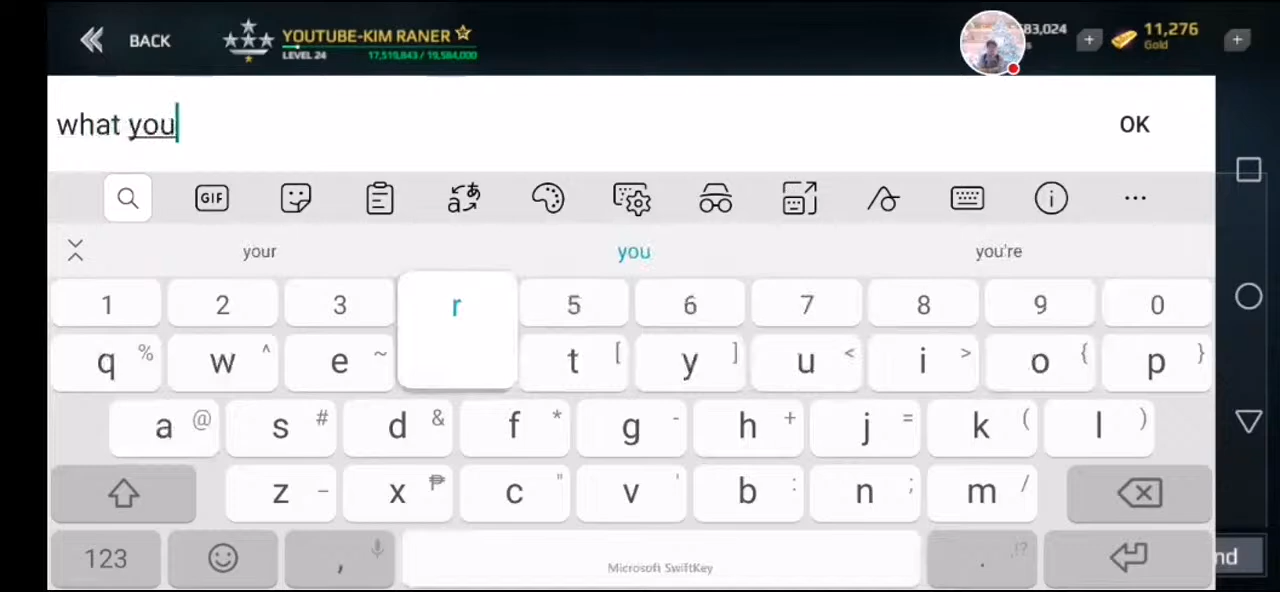 BACK
YOUTUBE-KIM RANER
LEVEL 24 17,519,843 / 19,584,000
83,024 + 11,276 +
Gold
what you
OK
GIF
your you you're
1 2 3 r 5 6 7 8 9 0
q % w ^ e ~ t [ y ] u < i > o { p }
a @ s # d & f * g - h + j = k ( l )
z _ x ₱ c " v ' b : n ; m /
123 , Microsoft SwiftKey . !?
nd